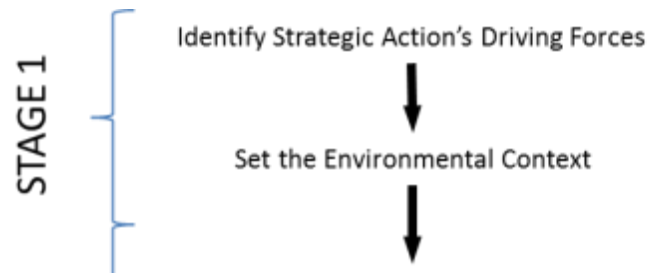 STAGE 1
Identify Strategic Action's Driving Forces
Set the Environmental Context